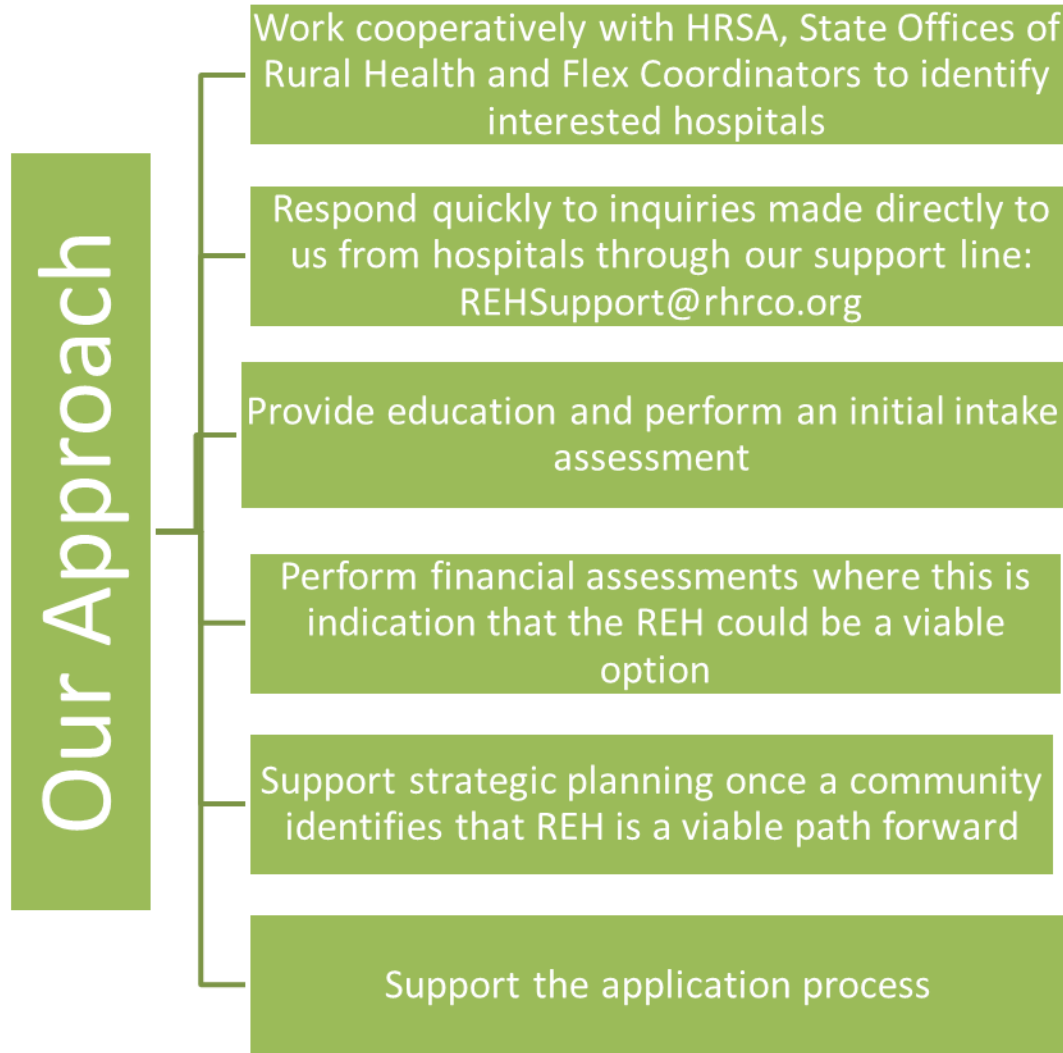 Our Approach
Work cooperatively with HRSA, State Offices of
Rural Health and Flex Coordinators to identify
interested hospitals
Respond quickly to inquiries made directly to
us from hospitals through our support line:
REHSupport@rhrco.org
Provide education and perform an initial intake
assessment
Perform financial assessments where this is
indication that the REH could be a viable
option
Support strategic planning once a community
identifies that REH is a viable path forward
Support the application process